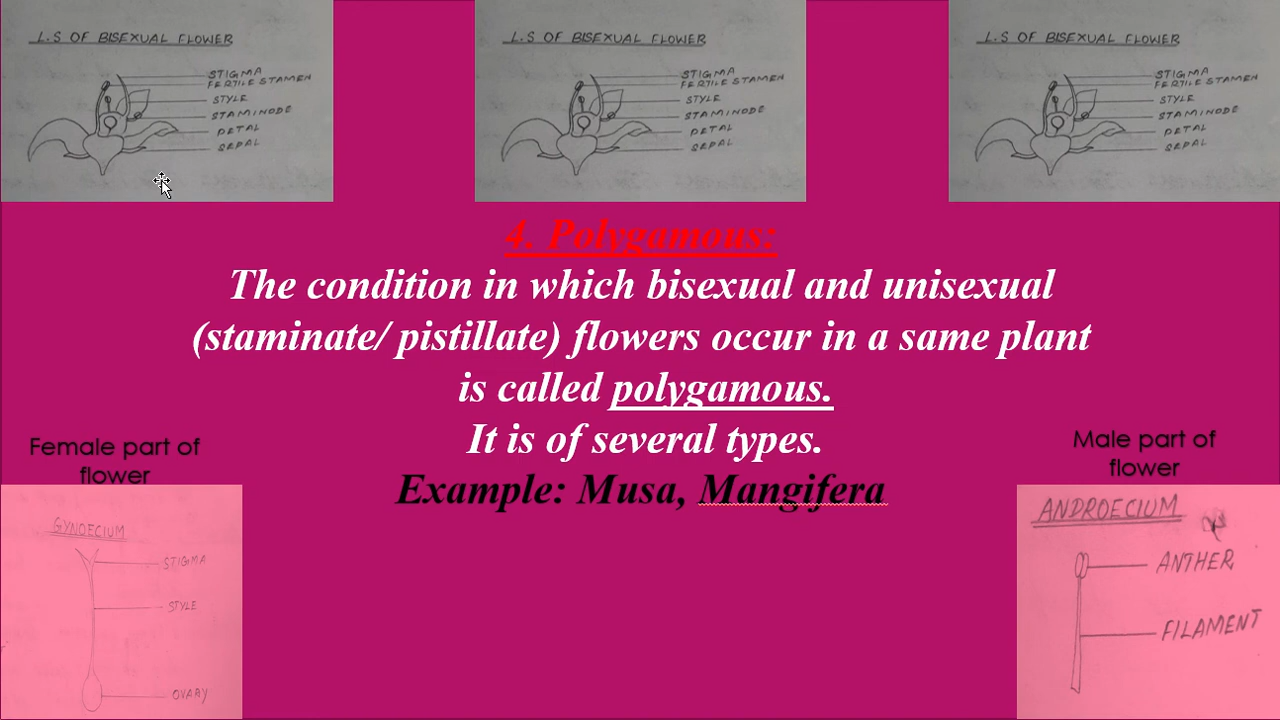 L.S OF BISEXUAL FLOWER
STIGMA
FERTILE STAMEN
STYLE
STAMINODE
PETAL
SEPAL
L.S OF BISEXUAL FLOWER
STIGMA
FERTILE STAMEN
STYLE
STAMINODE
PETAL
SEPAL
L.S OF BISEXUAL FLOWER
STIGMA
FERTILE STAMEN
STYLE
STAMINODE
PETAL
SEPAL
4. Polygamous:
The condition in which bisexual and unisexual
(staminate/ pistillate) flowers occur in a same plant
is called polygamous.
It is of several types.
Example: Musa, Mangifera
Female part of
flower
GYNOECIUM
STIGMA
STYLE
OVARY
Male part of
flower
ANDROECIUM
ANTHER
FILAMENT